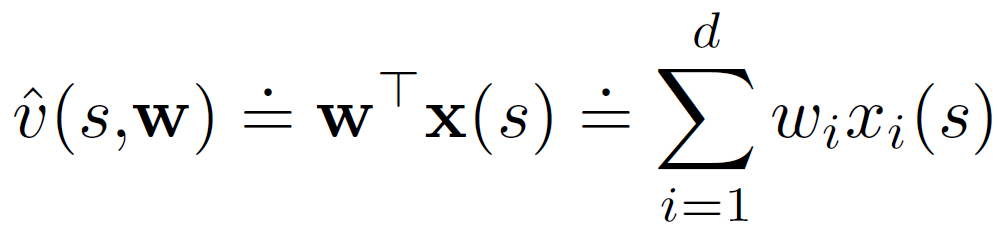 v̂(s,𝐰) ≐ 𝐰⊤𝐱(s) ≐ ∑_{i=1}^{d} w_i x_i(s)